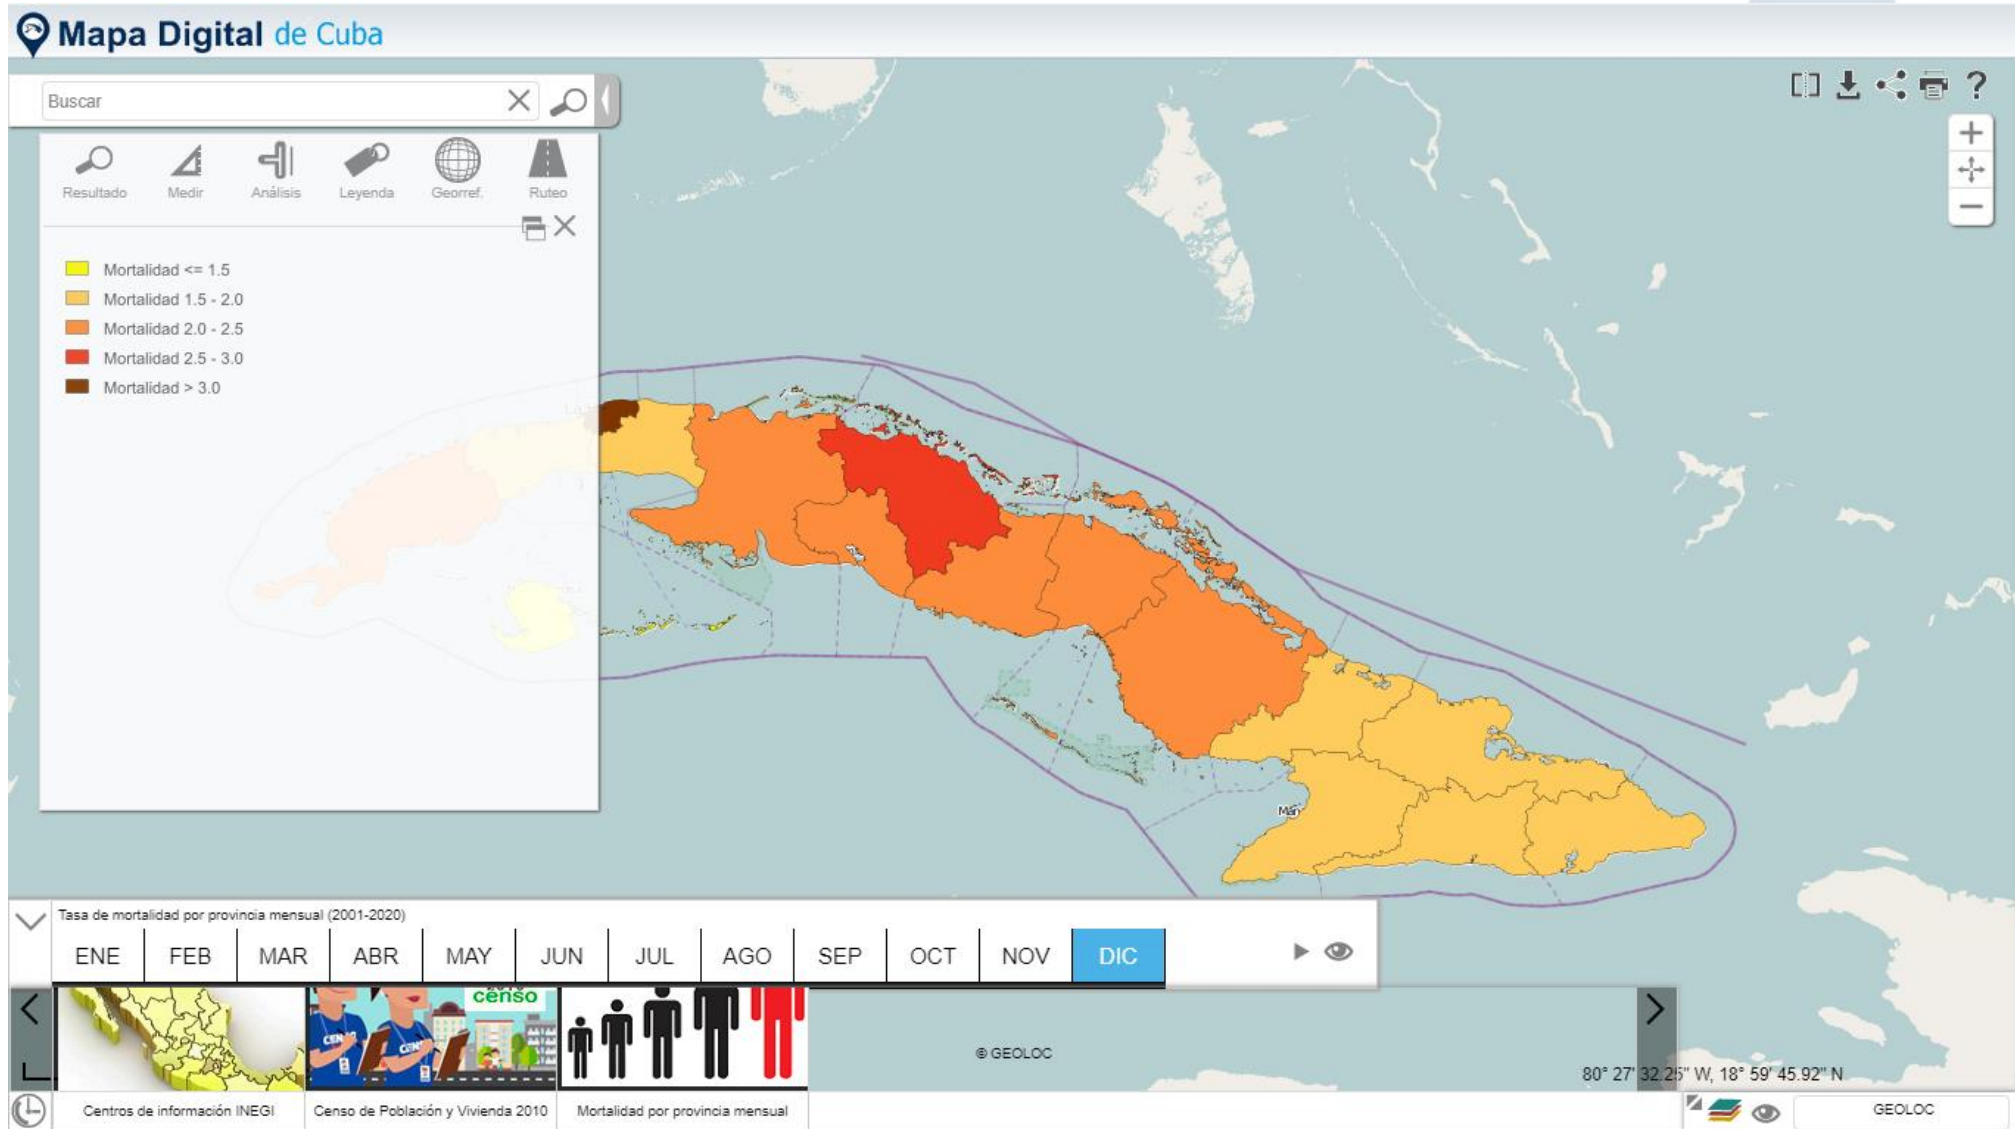 Mapa Digital de Cuba
Buscar
Resultado
Medir
Análisis
Leyenda
Georref.
Ruteo
Mortalidad <= 1.5
Mortalidad 1.5 - 2.0
Mortalidad 2.0 - 2.5
Mortalidad 2.5 - 3.0
Mortalidad > 3.0
Man
Tasa de mortalidad por provincia mensual (2001-2020)
ENE FEB MAR ABR MAY JUN JUL AGO SEP OCT NOV DIC
censo
© GEOLOC
80° 27' 32.25" W, 18° 59' 45.92" N
Centros de información INEGI
Censo de Población y Vivienda 2010
Mortalidad por provincia mensual
GEOLOC